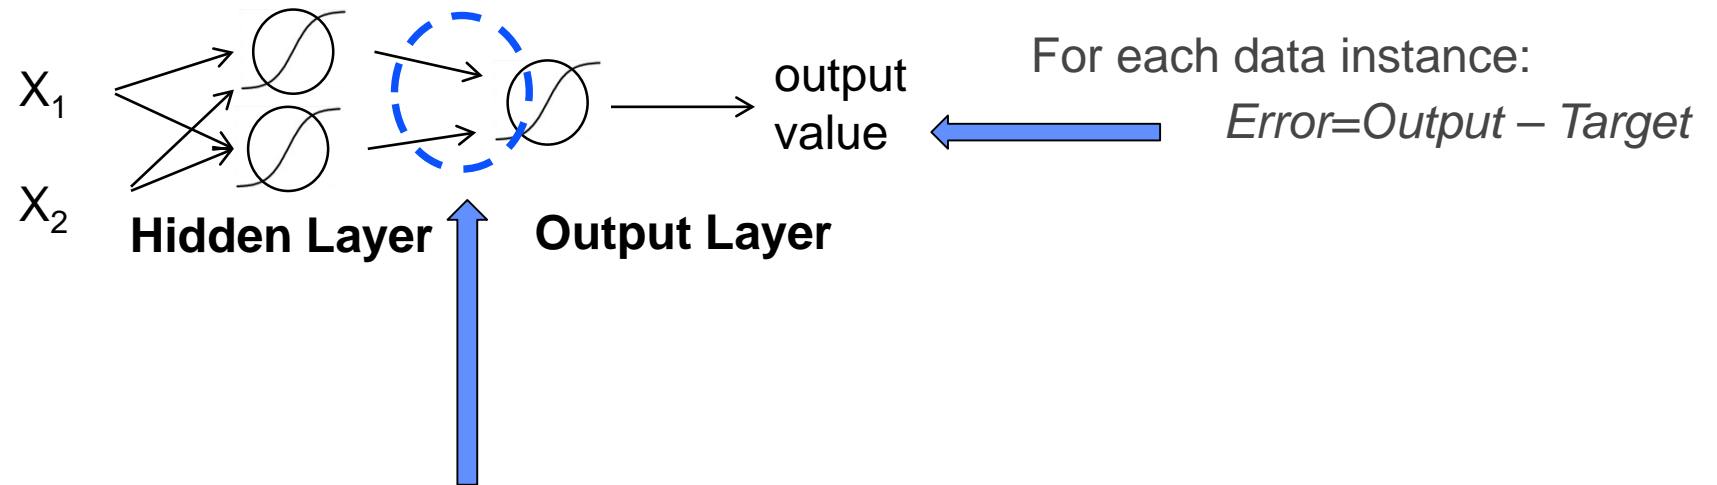 X₁
X₂
Hidden Layer
Output Layer
output
value
For each data instance:
Error=Output – Target